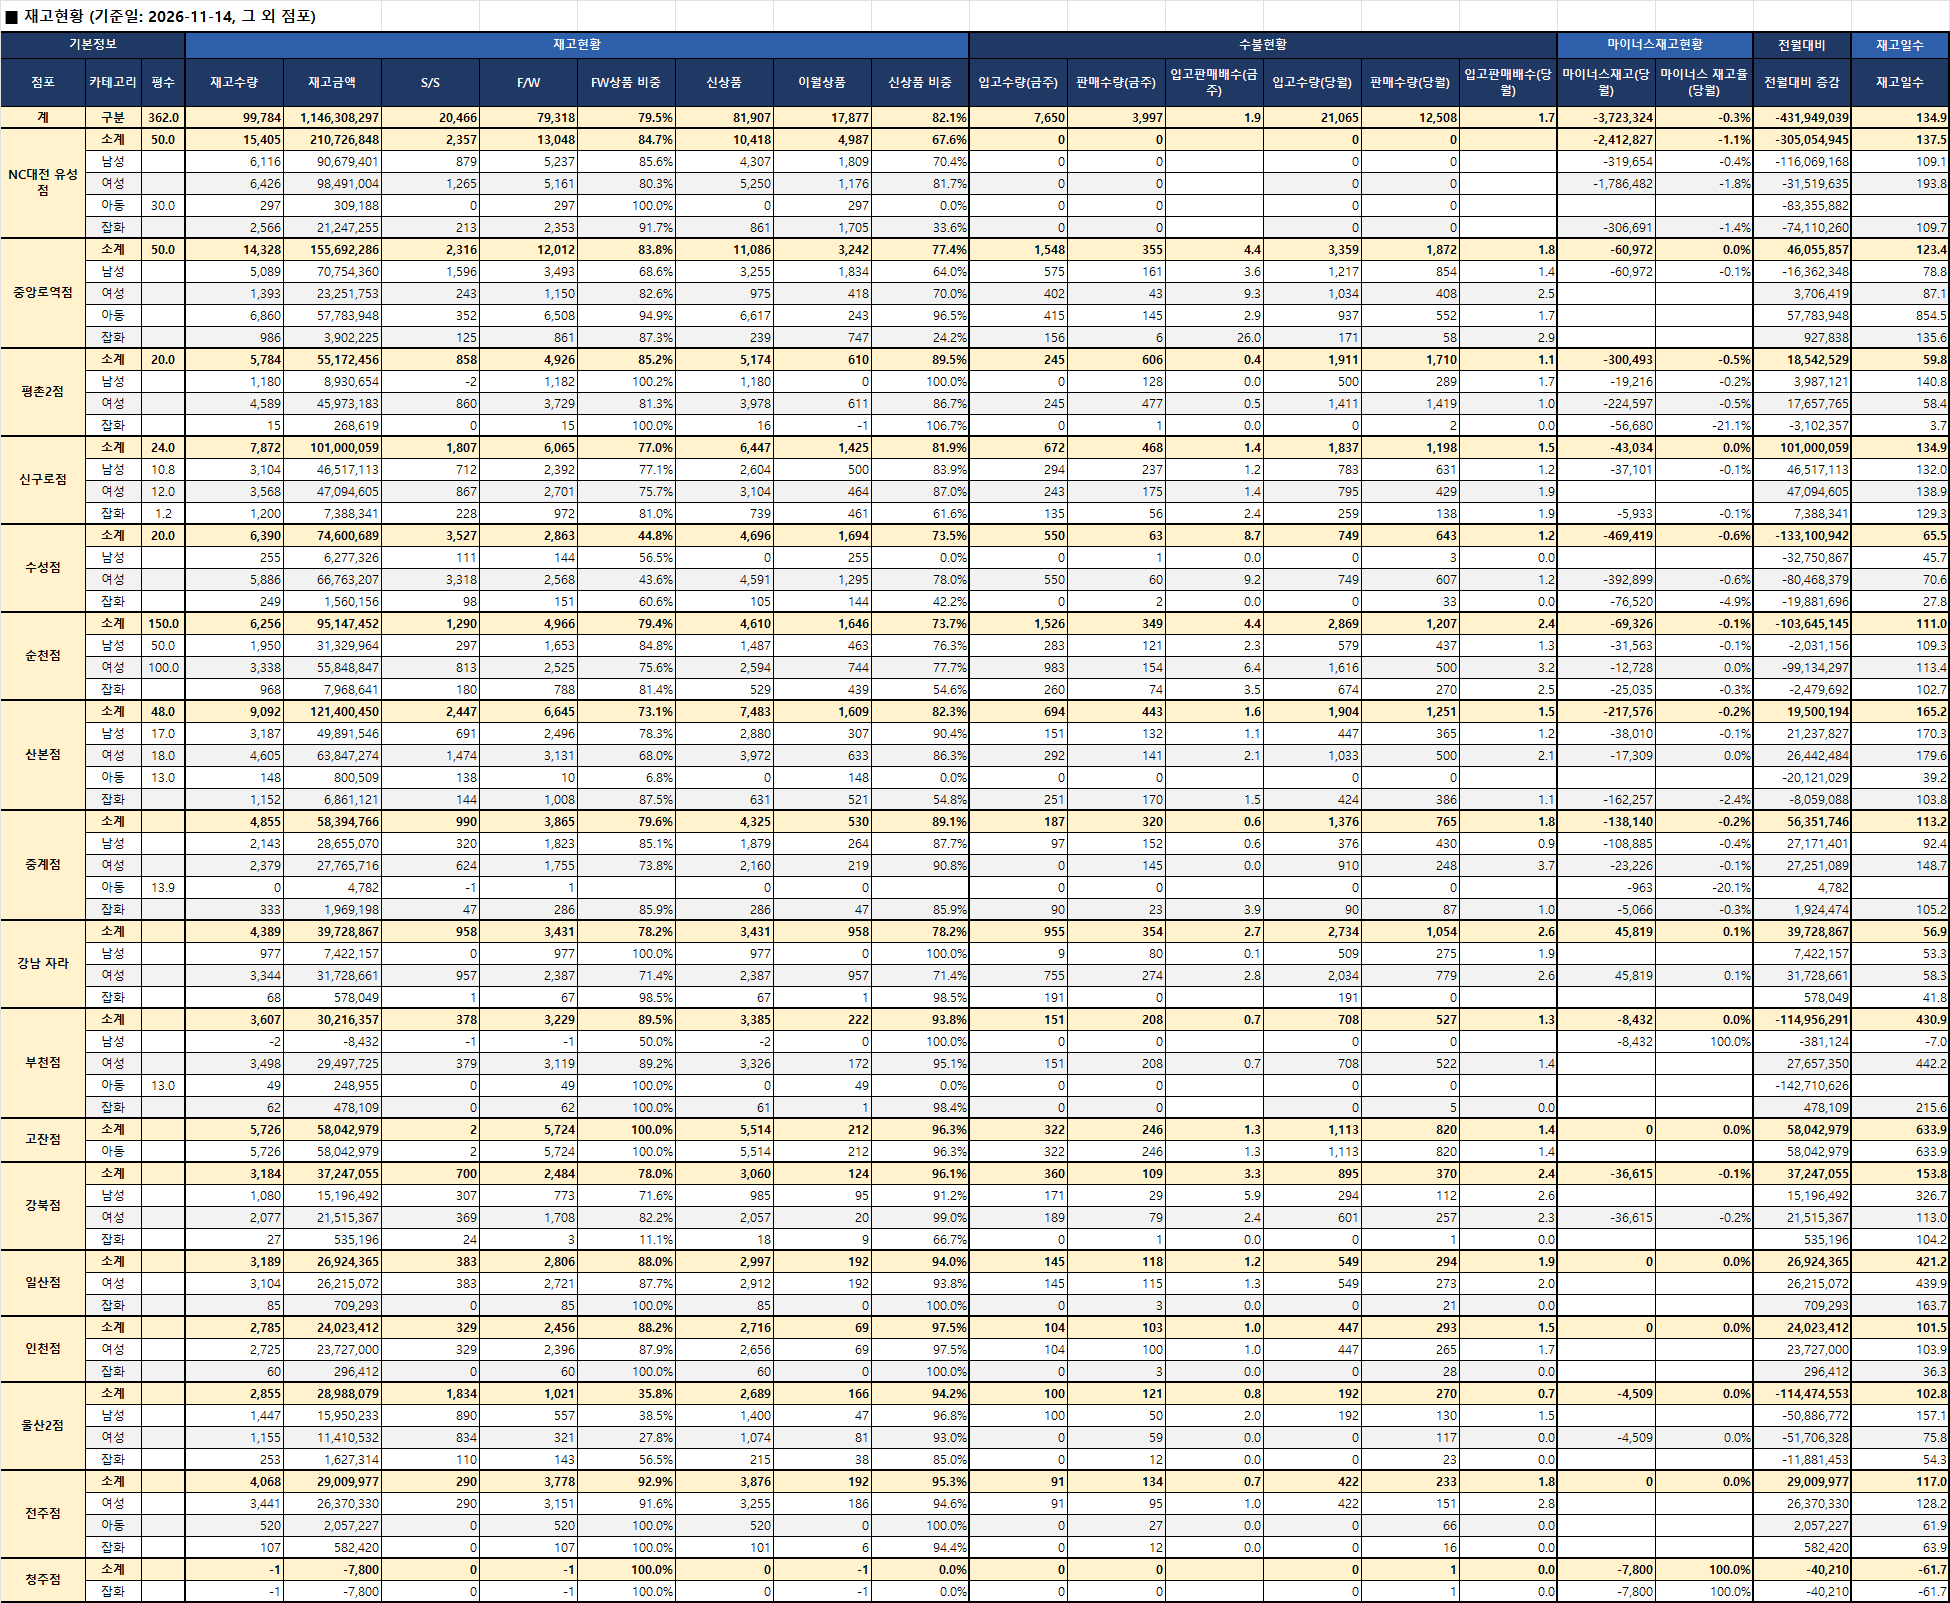 ■ 재고현황 (기준일: 2026-11-14, 그 외 점포)
기본정보 재고현황 수불현황 마이너스재고현황 전월대비 재고일수
점포 카테고리 평수 재고수량 재고금액 S/S F/W FW상품 비중 신상품 이월상품 신상품 비중 입고수량(금주) 판매수량(금주) 입고판매배수(금주) 입고수량(당월) 판매수량(당월) 입고판매배수(당월) 마이너스재고(당월) 마이너스 재고율(당월) 전월대비 증감 재고일수
계 구분 362.0 99,784 1,146,308,297 20,466 79,318 79.5% 81,907 17,877 82.1% 7,650 3,997 1.9 21,065 12,508 1.7 -3,723,324 -0.3% -431,949,039 134.9
NC대전 유성점 소계 50.0 15,405 210,726,848 2,357 13,048 84.7% 10,418 4,987 67.6% 0 0 0 0 -2,412,827 -1.1% -305,054,945 137.5
남성 6,116 90,679,401 879 5,237 85.6% 4,307 1,809 70.4% 0 0 0 0 -319,654 -0.4% -116,069,168 109.1
여성 6,426 98,491,004 1,265 5,161 80.3% 5,250 1,176 81.7% 0 0 0 0 -1,786,482 -1.8% -31,519,635 193.8
아동 30.0 297 309,188 0 297 100.0% 0 297 0.0% 0 0 0 0 -83,355,882
잡화 2,566 21,247,255 213 2,353 91.7% 861 1,705 33.6% 0 0 0 0 -306,691 -1.4% -74,110,260 109.7
중앙로역점 소계 50.0 14,328 155,692,286 2,316 12,012 83.8% 11,086 3,242 77.4% 1,548 355 4.4 3,359 1,872 1.8 -60,972 0.0% 46,055,857 123.4
남성 5,089 70,754,360 1,596 3,493 68.6% 3,255 1,834 64.0% 575 161 3.6 1,217 854 1.4 -60,972 -0.1% -16,362,348 78.8
여성 1,393 23,251,753 243 1,150 82.6% 975 418 70.0% 402 43 9.3 1,034 408 2.5 3,706,419 87.1
아동 6,860 57,783,948 352 6,508 94.9% 6,617 243 96.5% 415 145 2.9 937 552 1.7 57,783,948 854.5
잡화 986 3,902,225 125 861 87.3% 239 747 24.2% 156 6 26.0 171 58 2.9 927,838 135.6
평촌2점 소계 20.0 5,784 55,172,456 858 4,926 85.2% 5,174 610 89.5% 245 606 0.4 1,911 1,710 1.1 -300,493 -0.5% 18,542,529 59.8
남성 1,180 8,930,654 -2 1,182 100.2% 1,180 0 100.0% 0 128 0.0 500 289 1.7 -19,216 -0.2% 3,987,121 140.8
여성 4,589 45,973,183 860 3,729 81.3% 3,978 611 86.7% 245 477 0.5 1,411 1,419 1.0 -224,597 -0.5% 17,657,765 58.4
잡화 15 268,619 0 15 100.0% 16 -1 106.7% 0 1 0.0 0 2 0.0 -56,680 -21.1% -3,102,357 3.7
신구로점 소계 24.0 7,872 101,000,059 1,807 6,065 77.0% 6,447 1,425 81.9% 672 468 1.4 1,837 1,198 1.5 -43,034 0.0% 101,000,059 134.9
남성 10.8 3,104 46,517,113 712 2,392 77.1% 2,604 500 83.9% 294 237 1.2 783 631 1.2 -37,101 -0.1% 46,517,113 132.0
여성 12.0 3,568 47,094,605 867 2,701 75.7% 3,104 464 87.0% 243 175 1.4 795 429 1.9 47,094,605 138.9
잡화 1.2 1,200 7,388,341 228 972 81.0% 739 461 61.6% 135 56 2.4 259 138 1.9 -5,933 -0.1% 7,388,341 129.3
수성점 소계 20.0 6,390 74,600,689 3,527 2,863 44.8% 4,696 1,694 73.5% 550 63 8.7 749 643 1.2 -469,419 -0.6% -133,100,942 65.5
남성 255 6,277,326 111 144 56.5% 0 255 0.0% 0 1 0.0 0 3 0.0 -32,750,867 45.7
여성 5,886 66,763,207 3,318 2,568 43.6% 4,591 1,295 78.0% 550 60 9.2 749 607 1.2 -392,899 -0.6% -80,468,379 70.6
잡화 249 1,560,156 98 151 60.6% 105 144 42.2% 0 2 0.0 0 33 0.0 -76,520 -4.9% -19,881,696 27.8
순천점 소계 150.0 6,256 95,147,452 1,290 4,966 79.4% 4,610 1,646 73.7% 1,526 349 4.4 2,869 1,207 2.4 -69,326 -0.1% -103,645,145 111.0
남성 50.0 1,950 31,329,964 297 1,653 84.8% 1,487 463 76.3% 283 121 2.3 579 437 1.3 -31,563 -0.1% -2,031,156 109.3
여성 100.0 3,338 55,848,847 813 2,525 75.6% 2,594 744 77.7% 983 154 6.4 1,616 500 3.2 -12,728 0.0% -99,134,297 113.4
잡화 968 7,968,641 180 788 81.4% 529 439 54.6% 260 74 3.5 674 270 2.5 -25,035 -0.3% -2,479,692 102.7
산본점 소계 48.0 9,092 121,400,450 2,447 6,645 73.1% 7,483 1,609 82.3% 694 443 1.6 1,904 1,251 1.5 -217,576 -0.2% 19,500,194 165.2
남성 17.0 3,187 49,891,546 691 2,496 78.3% 2,880 307 90.4% 151 132 1.1 447 365 1.2 -38,010 -0.1% 21,237,827 170.3
여성 18.0 4,605 63,847,274 1,474 3,131 68.0% 3,972 633 86.3% 292 141 2.1 1,033 500 2.1 -17,309 0.0% 26,442,484 179.6
아동 13.0 148 800,509 138 10 6.8% 0 148 0.0% 0 0 0 0 -20,121,029 39.2
잡화 1,152 6,861,121 144 1,008 87.5% 631 521 54.8% 251 170 1.5 424 386 1.1 -162,257 -2.4% -8,059,088 103.8
중계점 소계 4,855 58,394,766 990 3,865 79.6% 4,325 530 89.1% 187 320 0.6 1,376 765 1.8 -138,140 -0.2% 56,351,746 113.2
남성 2,143 28,655,070 320 1,823 85.1% 1,879 264 87.7% 97 152 0.6 376 430 0.9 -108,885 -0.4% 27,171,401 92.4
여성 2,379 27,765,716 624 1,755 73.8% 2,160 219 90.8% 0 145 0.0 910 248 3.7 -23,226 -0.1% 27,251,089 148.7
아동 13.9 0 4,782 -1 1 0 0 0 0 0 0 -963 -20.1% 4,782
잡화 333 1,969,198 47 286 85.9% 286 47 85.9% 90 23 3.9 90 87 1.0 -5,066 -0.3% 1,924,474 105.2
강남 자라 소계 4,389 39,728,867 958 3,431 78.2% 3,431 958 78.2% 955 354 2.7 2,734 1,054 2.6 45,819 0.1% 39,728,867 56.9
남성 977 7,422,157 0 977 100.0% 977 0 100.0% 9 80 0.1 509 275 1.9 7,422,157 53.3
여성 3,344 31,728,661 957 2,387 71.4% 2,387 957 71.4% 755 274 2.8 2,034 779 2.6 45,819 0.1% 31,728,661 58.3
잡화 68 578,049 1 67 98.5% 67 1 98.5% 191 0 191 0 578,049 41.8
부천점 소계 3,607 30,216,357 378 3,229 89.5% 3,385 222 93.8% 151 208 0.7 708 527 1.3 -8,432 0.0% -114,956,291 430.9
남성 -2 -8,432 -1 -1 50.0% -2 0 100.0% 0 0 0 0 -8,432 100.0% -381,124 -7.0
여성 3,498 29,497,725 379 3,119 89.2% 3,326 172 95.1% 151 208 0.7 708 522 1.4 27,657,350 442.2
아동 13.0 49 248,955 0 49 100.0% 0 49 0.0% 0 0 0 0 -142,710,626
잡화 62 478,109 0 62 100.0% 61 1 98.4% 0 0 0 5 0.0 478,109 215.6
고잔점 소계 5,726 58,042,979 2 5,724 100.0% 5,514 212 96.3% 322 246 1.3 1,113 820 1.4 0 0.0% 58,042,979 633.9
아동 5,726 58,042,979 2 5,724 100.0% 5,514 212 96.3% 322 246 1.3 1,113 820 1.4 58,042,979 633.9
강북점 소계 3,184 37,247,055 700 2,484 78.0% 3,060 124 96.1% 360 109 3.3 895 370 2.4 -36,615 -0.1% 37,247,055 153.8
남성 1,080 15,196,492 307 773 71.6% 985 95 91.2% 171 29 5.9 294 112 2.6 15,196,492 326.7
여성 2,077 21,515,367 369 1,708 82.2% 2,057 20 99.0% 189 79 2.4 601 257 2.3 -36,615 -0.2% 21,515,367 113.0
잡화 27 535,196 24 3 11.1% 18 9 66.7% 0 1 0.0 0 1 0.0 535,196 104.2
일산점 소계 3,189 26,924,365 383 2,806 88.0% 2,997 192 94.0% 145 118 1.2 549 294 1.9 0 0.0% 26,924,365 421.2
여성 3,104 26,215,072 383 2,721 87.7% 2,912 192 93.8% 145 115 1.3 549 273 2.0 26,215,072 439.9
잡화 85 709,293 0 85 100.0% 85 0 100.0% 0 3 0.0 0 21 0.0 709,293 163.7
인천점 소계 2,785 24,023,412 329 2,456 88.2% 2,716 69 97.5% 104 103 1.0 447 293 1.5 0 0.0% 24,023,412 101.5
여성 2,725 23,727,000 329 2,396 87.9% 2,656 69 97.5% 104 100 1.0 447 265 1.7 23,727,000 103.9
잡화 60 296,412 0 60 100.0% 60 0 100.0% 0 3 0.0 0 28 0.0 296,412 36.3
울산2점 소계 2,855 28,988,079 1,834 1,021 35.8% 2,689 166 94.2% 100 121 0.8 192 270 0.7 -4,509 0.0% -114,474,553 102.8
남성 1,447 15,950,233 890 557 38.5% 1,400 47 96.8% 100 50 2.0 192 130 1.5 -50,886,772 157.1
여성 1,155 11,410,532 834 321 27.8% 1,074 81 93.0% 0 59 0.0 0 117 0.0 -4,509 0.0% -51,706,328 75.8
잡화 253 1,627,314 110 143 56.5% 215 38 85.0% 0 12 0.0 0 23 0.0 -11,881,453 54.3
전주점 소계 4,068 29,009,977 290 3,778 92.9% 3,876 192 95.3% 91 134 0.7 422 233 1.8 0 0.0% 29,009,977 117.0
여성 3,441 26,370,330 290 3,151 91.6% 3,255 186 94.6% 91 95 1.0 422 151 2.8 26,370,330 128.2
아동 520 2,057,227 0 520 100.0% 520 0 100.0% 0 27 0.0 0 66 0.0 2,057,227 61.9
잡화 107 582,420 0 107 100.0% 101 6 94.4% 0 12 0.0 0 16 0.0 582,420 63.9
청주점 소계 -1 -7,800 0 -1 100.0% 0 -1 0.0% 0 0 0 1 0.0 -7,800 100.0% -40,210 -61.7
잡화 -1 -7,800 0 -1 100.0% 0 -1 0.0% 0 0 0 1 0.0 -7,800 100.0% -40,210 -61.7